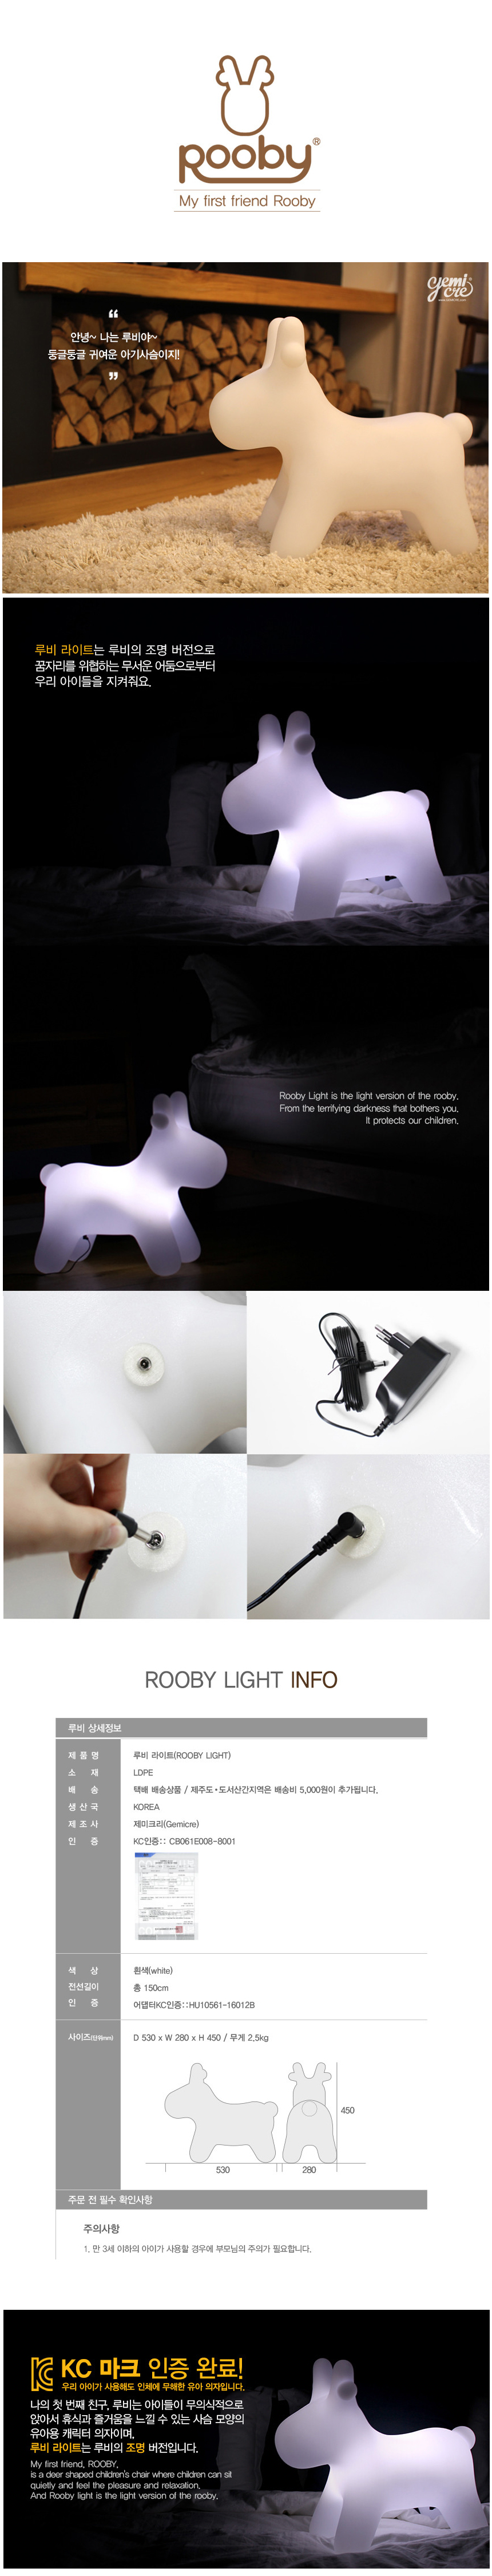 Rooby®
My first friend Rooby
gemi cre
www.GEMICRE.com
“
안녕~ 나는 루비야~
둥글둥글 귀여운 아기사슴이지!
”
루비 라이트는 루비의 조명 버전으로
꿈자리를 위협하는 무서운 어둠으로부터
우리 아이들을 지켜줘요.
Rooby Light is the light version of the rooby.
From the terrifying darkness that bothers you.
It protects our children.
ROOBY LIGHT INFO
루비 상세정보
제 품 명 루비 라이트(ROOBY LIGHT)
소 재 LDPE
배 송 택배 배송상품 / 제주도•도서산간지역은 배송비 5,000원이 추가됩니다.
생 산 국 KOREA
제 조 사 제미크리(Gemicre)
인 증 KC인증:: CB061E008-8001
색 상 흰색(white)
전선길이 총 150cm
인 증 어댑터KC인증::HU10561-16012B
사이즈(단위mm) D 530 x W 280 x H 450 / 무게 2.5kg
450
530 280
주문 전 필수 확인사항
주의사항
1. 만 3세 이하의 아이가 사용할 경우에 부모님의 주의가 필요합니다.
KC 마크 인증 완료!
우리 아이가 사용해도 인체에 무해한 유아 의자입니다.
나의 첫 번째 친구, 루비는 아이들이 무의식적으로
앉아서 휴식과 즐거움을 느낄 수 있는 사슴 모양의
유아용 캐릭터 의자이며,
루비 라이트는 루비의 조명 버전입니다.
My first friend, ROOBY,
is a deer shaped children's chair where children can sit
quietly and feel the pleasure and relaxation.
And Rooby light is the light version of the rooby.